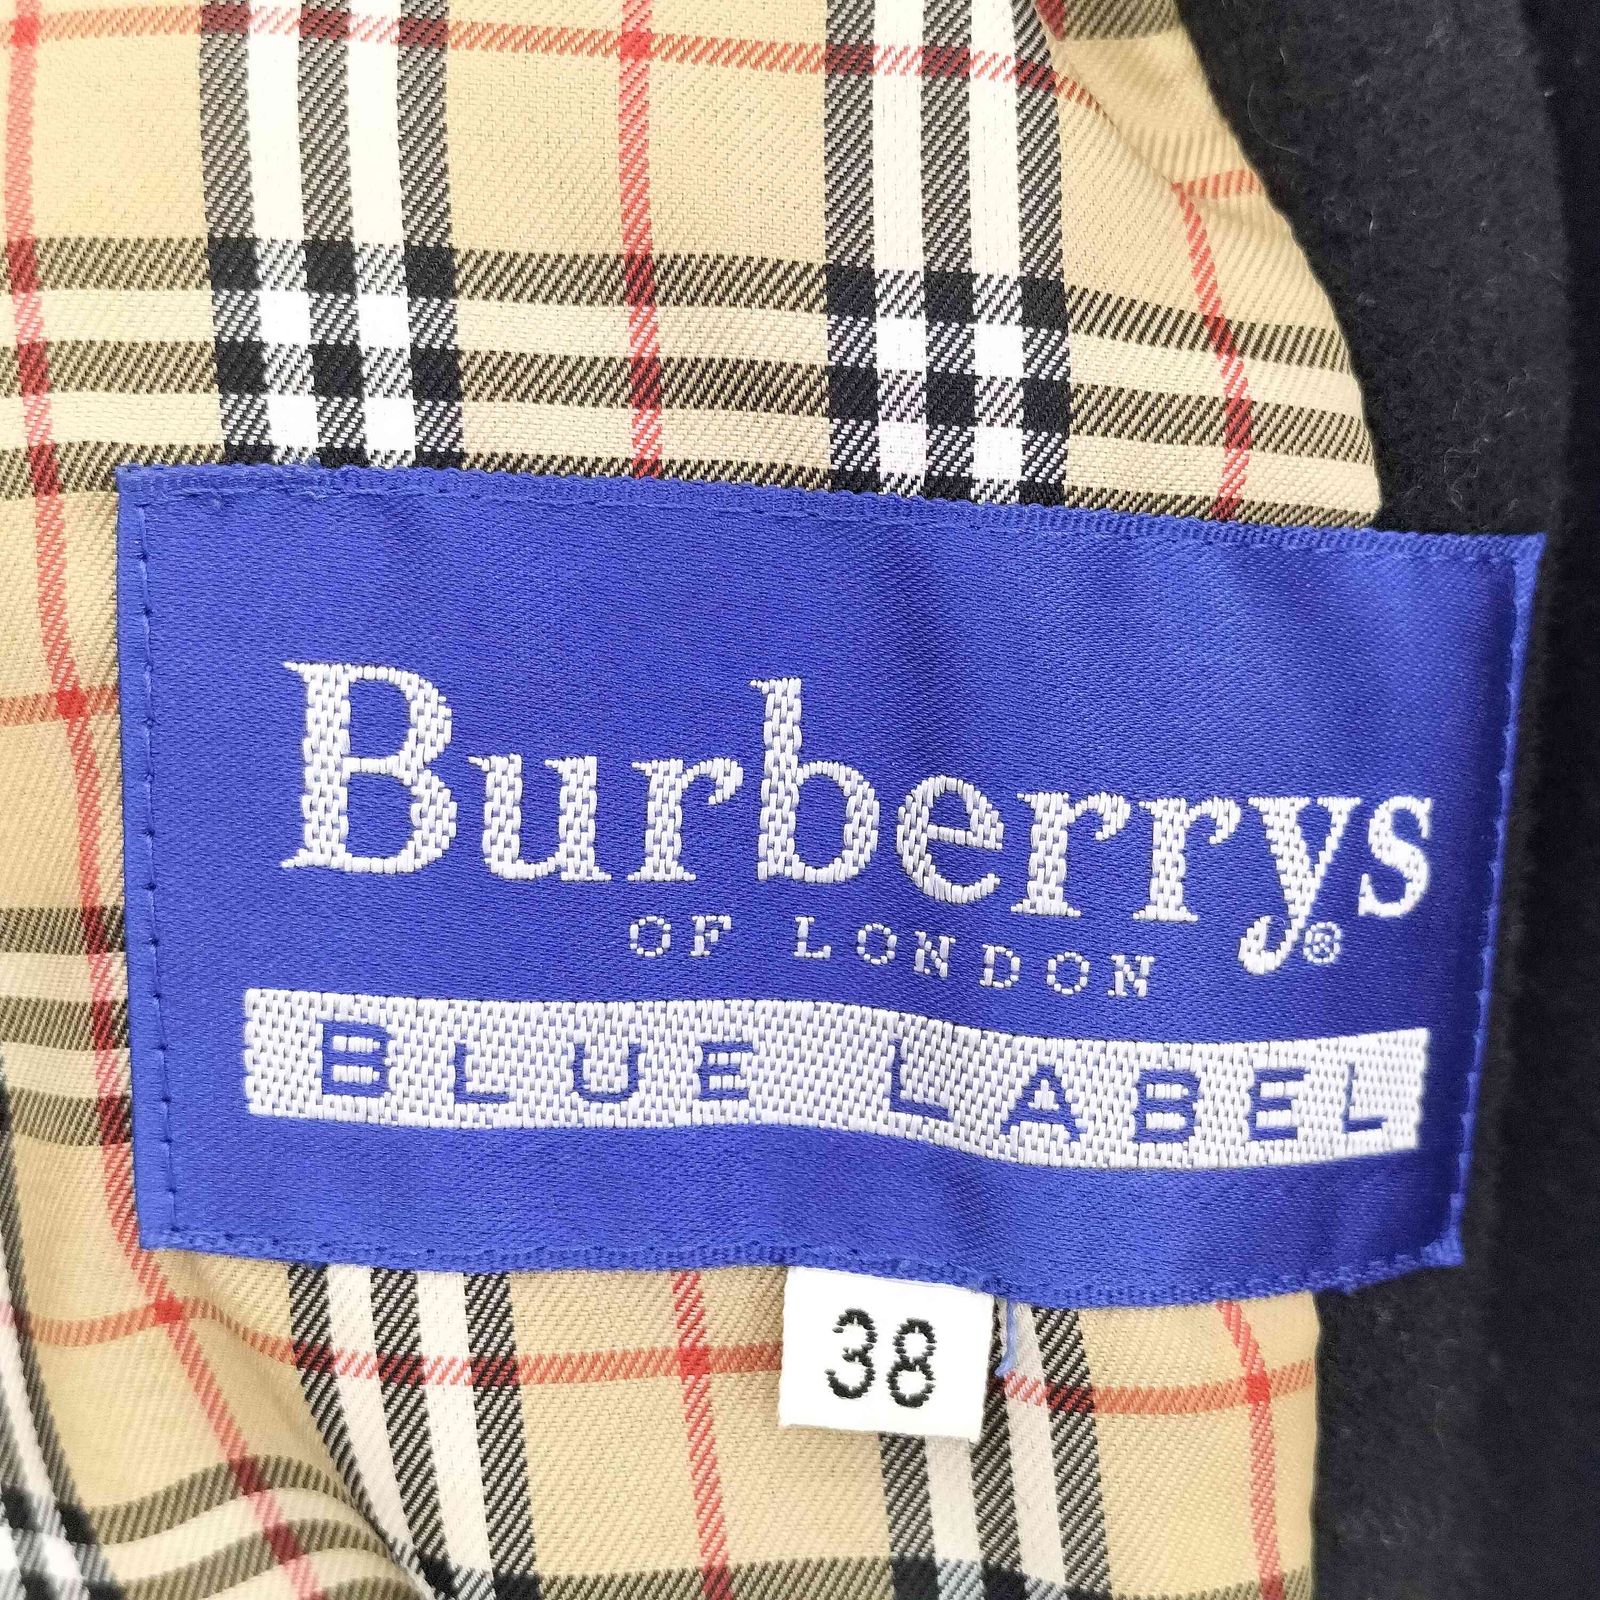 Burberrys®
OF LONDON
BLUE LABEL
38